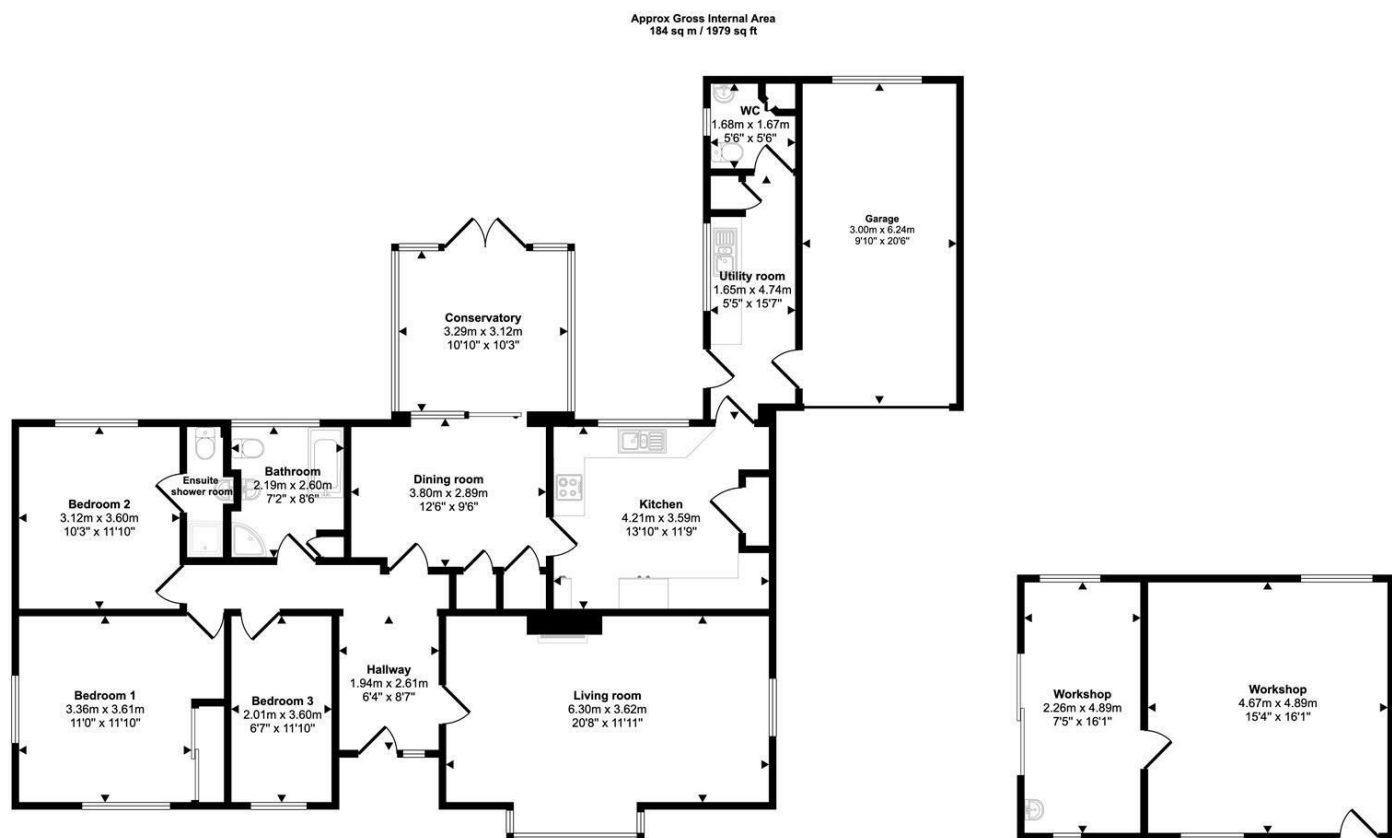 Approx Gross Internal Area
184 sq m / 1979 sq ft
WC
1.68m x 1.67m
5'6" x 5'6"
Garage
3.00m x 6.24m
9'10" x 20'6"
Utility room
1.65m x 4.74m
5'5" x 15'7"
Conservatory
3.29m x 3.12m
10'10" x 10'3"
Bedroom 2
3.12m x 3.60m
10'3" x 11'10"
Ensuite
shower room
Bathroom
2.19m x 2.60m
7'2" x 8'6"
Dining room
3.80m x 2.89m
12'6" x 9'6"
Kitchen
4.21m x 3.59m
13'10" x 11'9"
Bedroom 1
3.36m x 3.61m
11'0" x 11'10"
Bedroom 3
2.01m x 3.60m
6'7" x 11'10"
Hallway
1.94m x 2.61m
6'4" x 8'7"
Living room
6.30m x 3.62m
20'8" x 11'11"
Workshop
2.26m x 4.89m
7'5" x 16'1"
Workshop
4.67m x 4.89m
15'4" x 16'1"